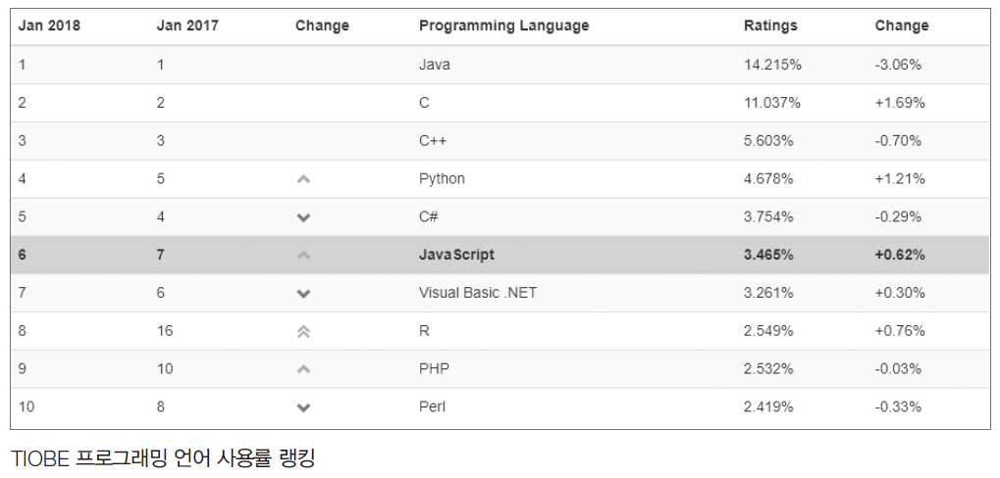 Jan 2018 Jan 2017 Change Programming Language Ratings Change
1 1 Java 14.215% -3.06%
2 2 C 11.037% +1.69%
3 3 C++ 5.603% -0.70%
4 5 Python 4.678% +1.21%
5 4 C# 3.754% -0.29%
6 7 JavaScript 3.465% +0.62%
7 6 Visual Basic .NET 3.261% +0.30%
8 16 R 2.549% +0.76%
9 10 PHP 2.532% -0.03%
10 8 Perl 2.419% -0.33%
TIOBE 프로그래밍 언어 사용률 랭킹